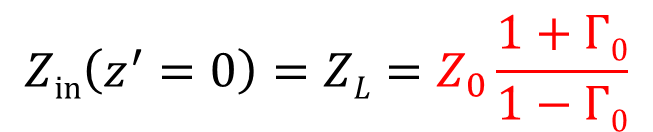 Z_in(z′ = 0) = Z_L = Z_0 (1 + Γ_0)/(1 − Γ_0)